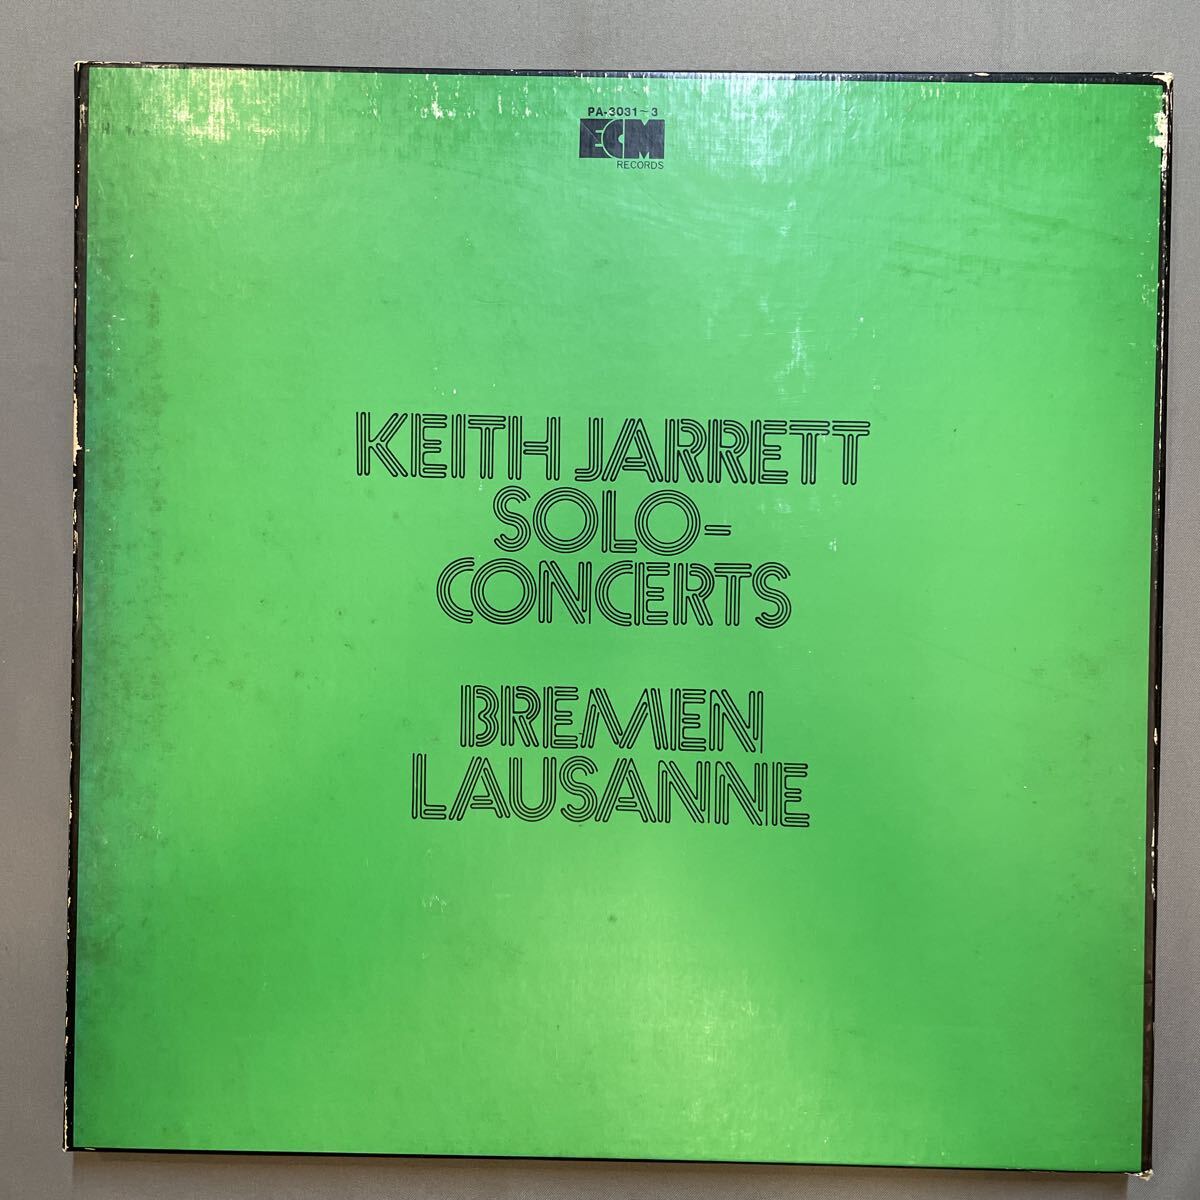 PA-3031~3
ECM
RECORDS
KEITH JARRETT
SOLO-
CONCERTS
BREMEN
LAUSANNE